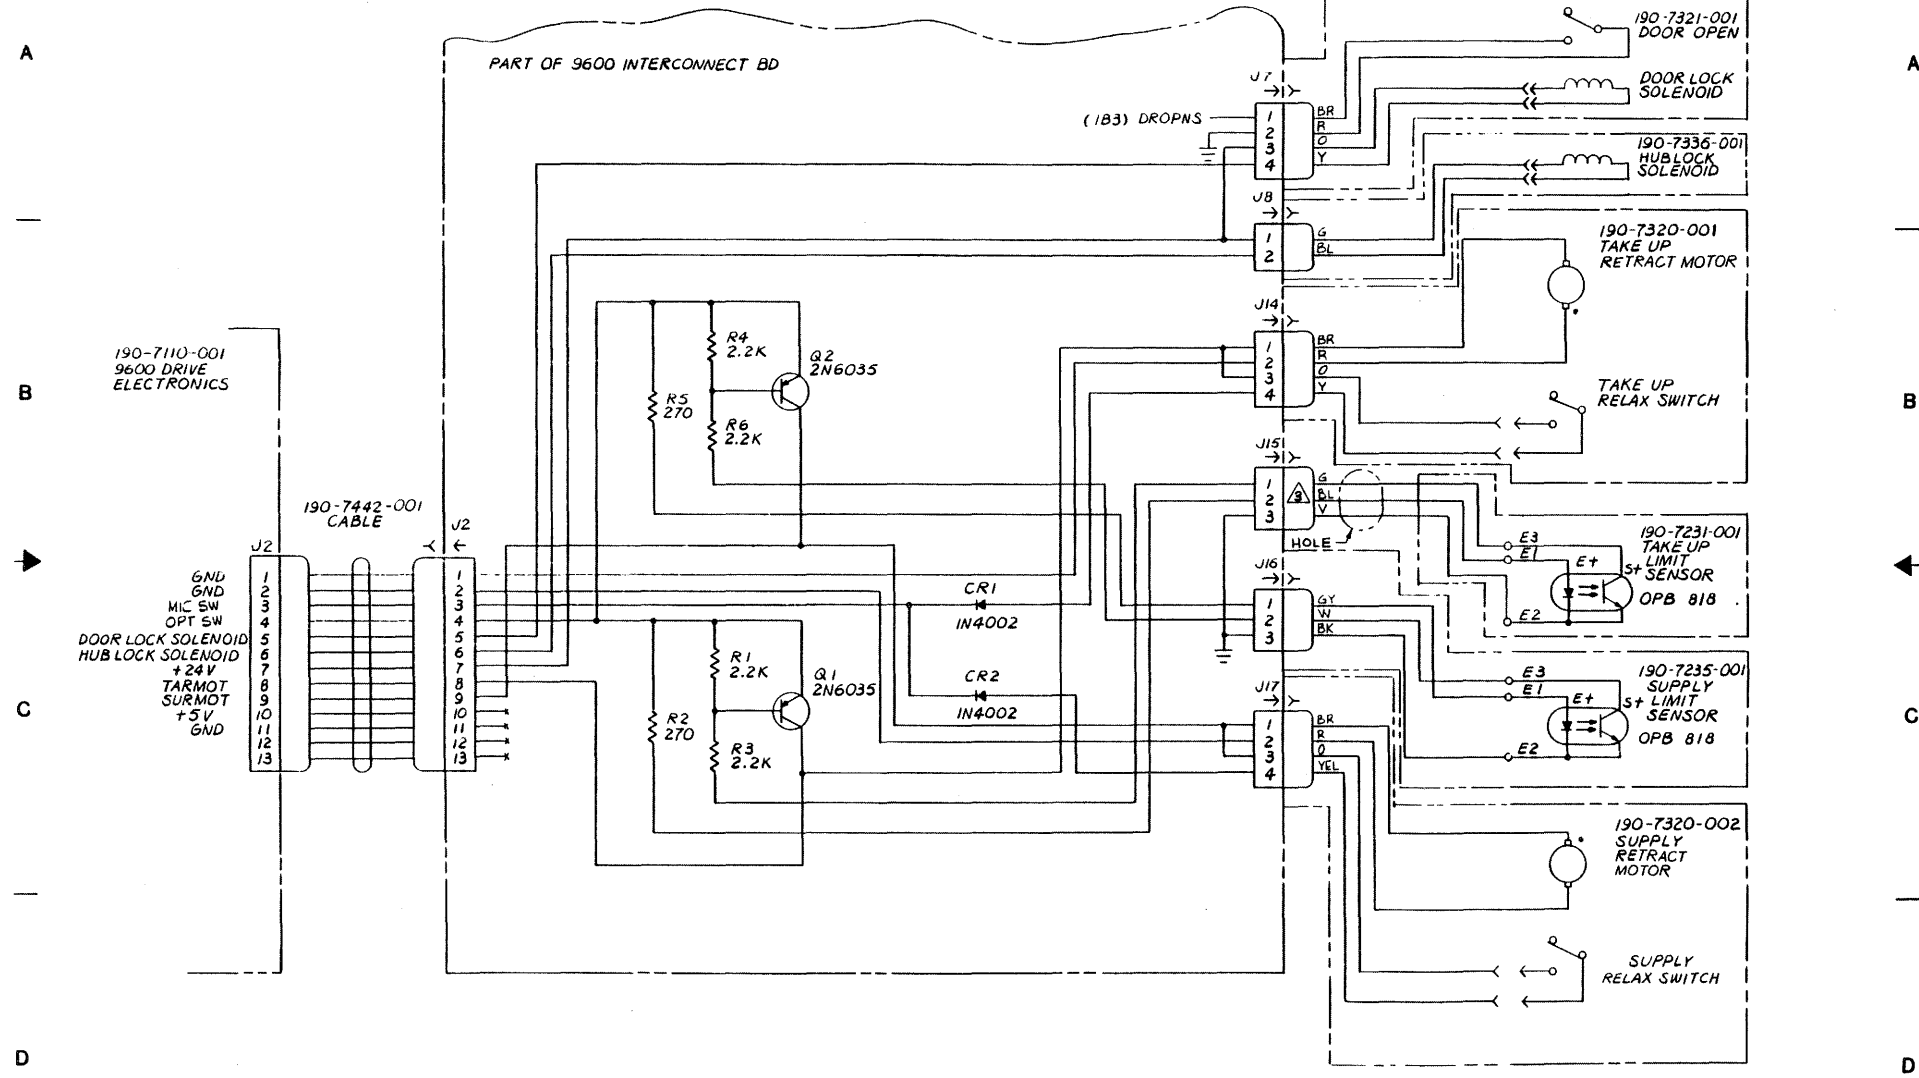 A
A
PART OF 9600 INTERCONNECT BD
190-7321-001
DOOR OPEN
J7
DOOR LOCK
SOLENOID
(1B3) DROPNS
1
2
3
4
BR
R
O
Y
190-7336-001
HUB LOCK
SOLENOID
J8
1
2
G
BL
190-7320-001
TAKE UP
RETRACT MOTOR
J14
1
2
3
4
BR
R
O
Y
TAKE UP
RELAX SWITCH
190-7110-001
9600 DRIVE
ELECTRONICS
B
B
R4
2.2K
Q2
2N6035
R5
270
R6
2.2K
J15
1
2
3
3
G
BL
V
HOLE
190-7442-001
CABLE
J2
J2
190-7231-001
TAKE UP
LIMIT
SENSOR
OPB 818
E3
E1
E+
S+
E2
GND
GND
MIC SW
OPT SW
DOOR LOCK SOLENOID
HUB LOCK SOLENOID
+24V
TARMOT
SURMOT
+5V
GND
1
2
3
4
5
6
7
8
9
10
11
12
13
1
2
3
4
5
6
7
8
9
10
11
12
13
CR1
1N4002
CR2
1N4002
J16
1
2
3
GY
W
BK
R1
2.2K
Q1
2N6035
R2
270
R3
2.2K
190-7235-001
SUPPLY
LIMIT
SENSOR
OPB 818
E3
E1
E+
S+
E2
C
C
J17
1
2
3
4
BR
R
O
YEL
190-7320-002
SUPPLY
RETRACT
MOTOR
SUPPLY
RELAX SWITCH
D
D